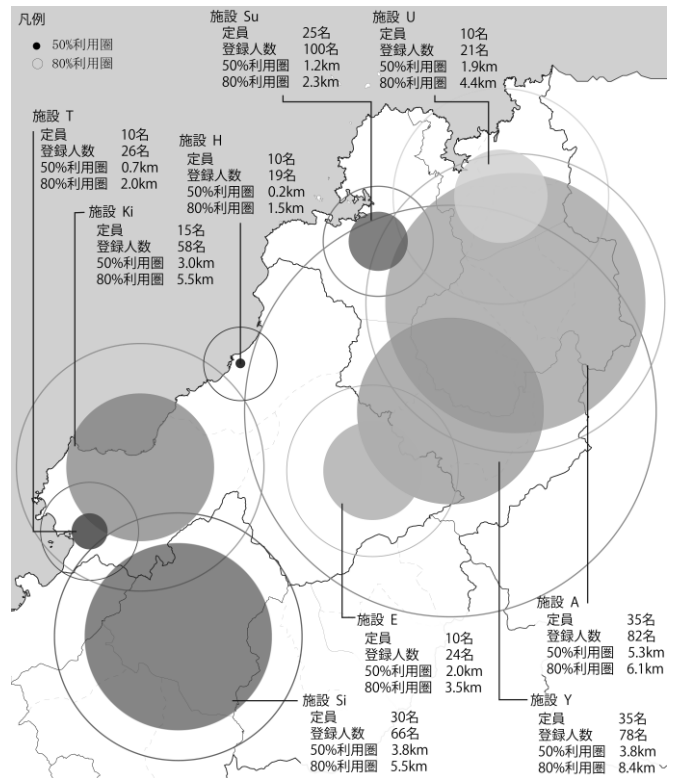 凡例
50%利用圏
80%利用圏
施設 Su
定員 25名
登録人数 100名
50%利用圏 1.2km
80%利用圏 2.3km
施設 U
定員 10名
登録人数 21名
50%利用圏 1.9km
80%利用圏 4.4km
施設 T
定員 10名
登録人数 26名
50%利用圏 0.7km
80%利用圏 2.0km
施設 H
定員 10名
登録人数 19名
50%利用圏 0.2km
80%利用圏 1.5km
施設 Ki
定員 15名
登録人数 58名
50%利用圏 3.0km
80%利用圏 5.5km
施設 E
定員 10名
登録人数 24名
50%利用圏 2.0km
80%利用圏 3.5km
施設 A
定員 35名
登録人数 82名
50%利用圏 5.3km
80%利用圏 6.1km
施設 Si
定員 30名
登録人数 66名
50%利用圏 3.8km
80%利用圏 5.5km
施設 Y
定員 35名
登録人数 78名
50%利用圏 3.8km
80%利用圏 8.4km